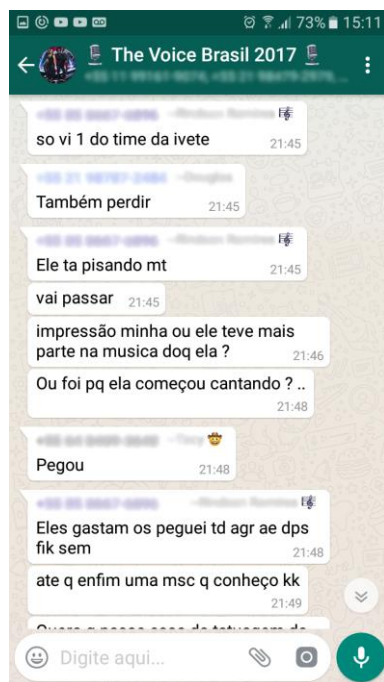 73% 15:11
The Voice Brasil 2017
so vi 1 do time da ivete 21:45
Também perdir 21:45
Ele ta pisando mt 21:45
vai passar 21:45
impressão minha ou ele teve mais
parte na musica doq ela ? 21:46
Ou foi pq ela começou cantando ? ..
21:48
Pegou 21:48
Eles gastam os peguei td agr ae dps
fik sem 21:48
ate q enfim uma msc q conheço kk
21:49
Digite aqui...